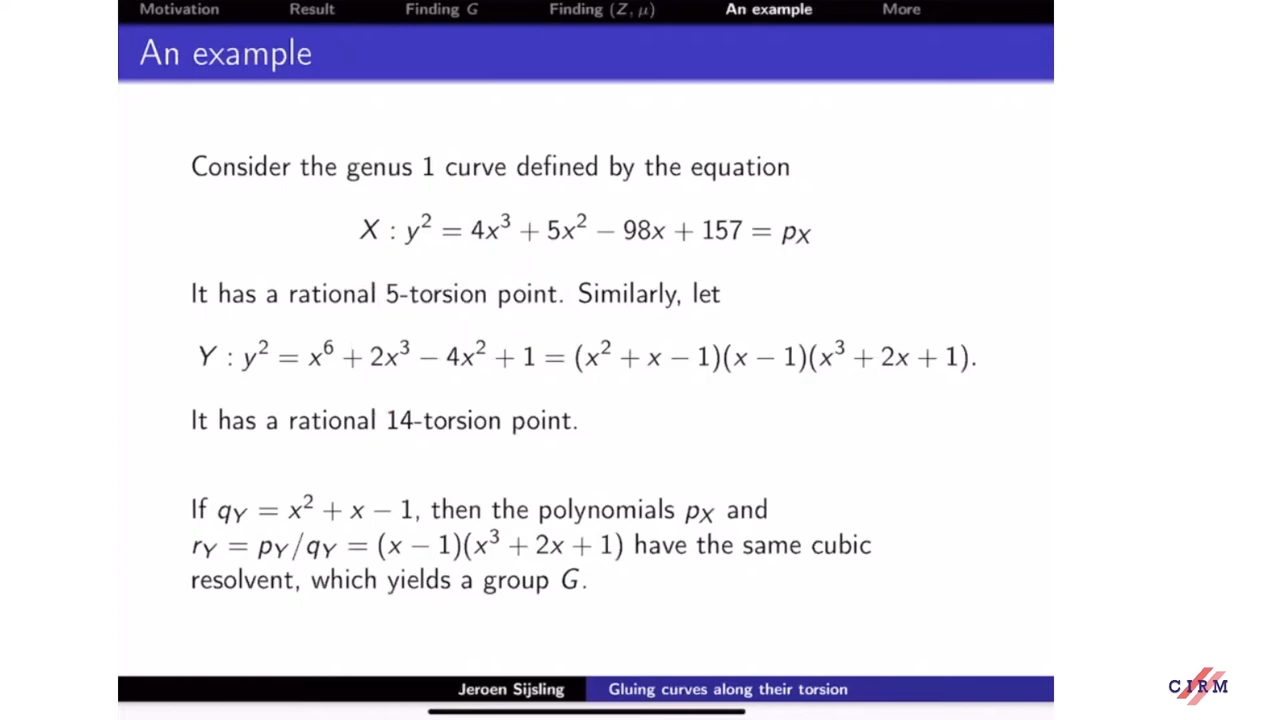 Motivation Result Finding G Finding (Z, μ) An example More
An example
Consider the genus 1 curve defined by the equation
X : y² = 4x³ + 5x² − 98x + 157 = p_X
It has a rational 5-torsion point. Similarly, let
Y : y² = x⁶ + 2x³ − 4x² + 1 = (x² + x − 1)(x − 1)(x³ + 2x + 1).
It has a rational 14-torsion point.
If q_Y = x² + x − 1, then the polynomials p_X and
r_Y = p_Y/q_Y = (x − 1)(x³ + 2x + 1) have the same cubic
resolvent, which yields a group G.
Jeroen Sijsling Gluing curves along their torsion
CIRM